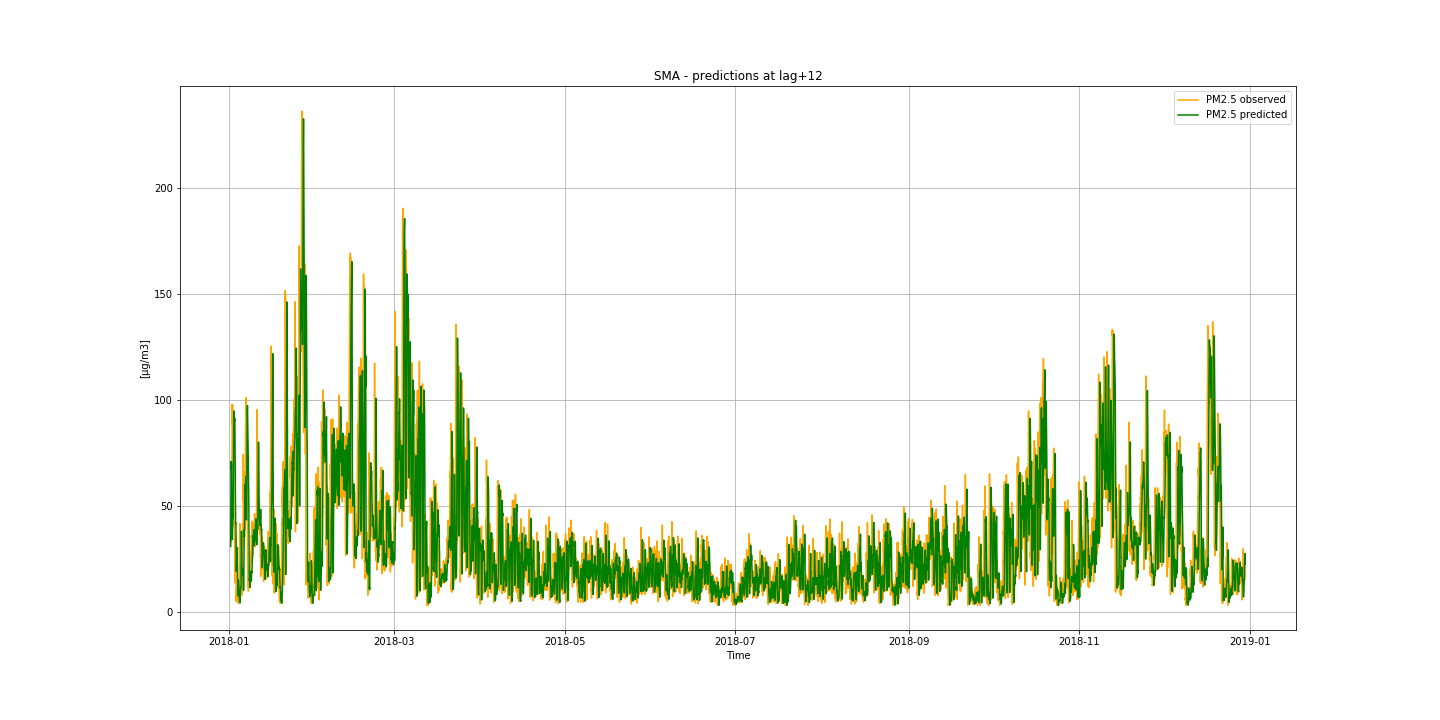 SMA - predictions at lag+12
PM2.5 observed
PM2.5 predicted
200
150
100
50
0
[µg/m3]
2018-01 2018-03 2018-05 2018-07 2018-09 2018-11 2019-01
Time